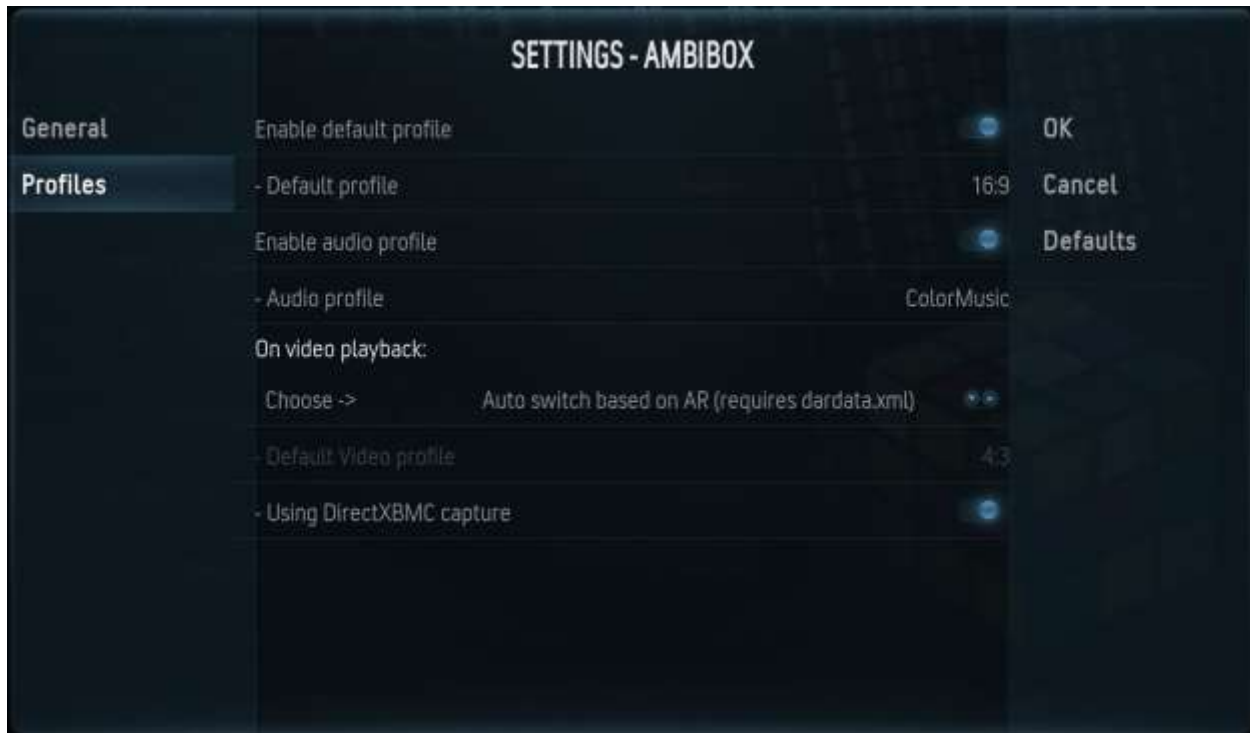 SETTINGS - AMBIBOX
General
Profiles
Enable default profile
- Default profile 16:9
Enable audio profile
- Audio profile ColorMusic
On video playback:
Choose -> Auto switch based on AR (requires dardata.xml)
- Default Video profile 4:3
- Using DirectXBMC capture
OK
Cancel
Defaults